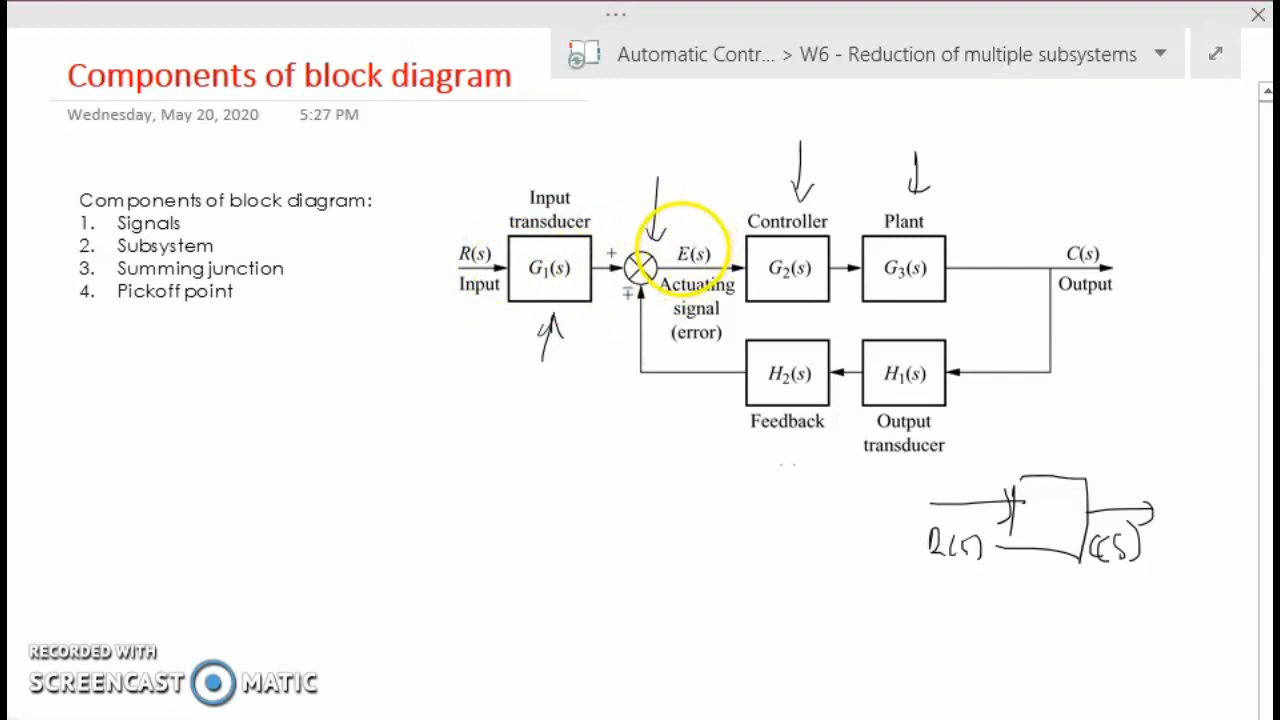 Automatic Contr... > W6 - Reduction of multiple subsystems
Components of block diagram
Wednesday, May 20, 2020 5:27 PM
Components of block diagram:
1. Signals
2. Subsystem
3. Summing junction
4. Pickoff point
Input
transducer
Controller
Plant
R(s)
Input
G₁(s)
+
∓
E(s)
Actuating
signal
(error)
G₂(s)
G₃(s)
C(s)
Output
H₂(s)
Feedback
H₁(s)
Output
transducer
RECORDED WITH
SCREENCAST MATIC